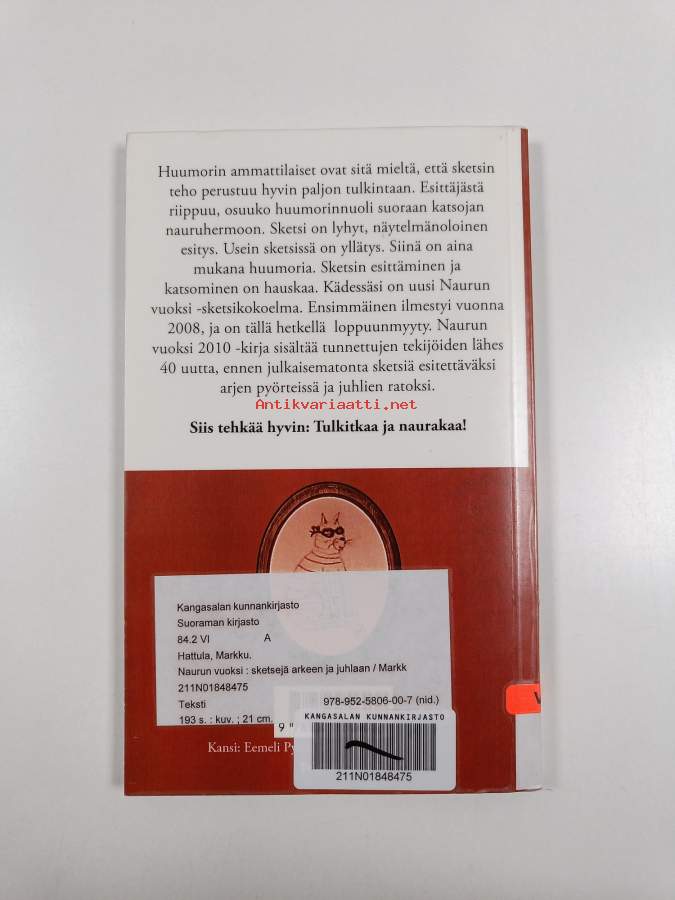 Huumorin ammattilaiset ovat sitä mieltä, että sketsin
teho perustuu hyvin paljon tulkintaan. Esittäjästä
riippuu, osuuko huumorinnuoli suoraan katsojan
nauruhermoon. Sketsi on lyhyt, näytelmänoloinen
esitys. Usein sketsissä on yllätys. Siinä on aina
mukana huumoria. Sketsin esittäminen ja
katsominen on hauskaa. Kädessäsi on uusi Naurun
vuoksi -sketsikokoelma. Ensimmäinen ilmestyi vuonna
2008, ja on tällä hetkellä loppuunmyyty. Naurun
vuoksi 2010 -kirja sisältää tunnettujen tekijöiden lähes
40 uutta, ennen julkaisematonta sketsiä esitettäväksi
arjen pyörteissä ja juhlien ratoksi.
Antikvariaatti.net
Siis tehkää hyvin: Tulkitkaa ja naurakaa!
Kangasalan kunnankirjasto
Suoraman kirjasto
84.2 VI A
Hattula, Markku.
Naurun vuoksi : sketsejä arkeen ja juhlaan / Markk
211N01848475
Teksti 978-952-5806-00-7 (nid.)
193 s. : kuv. ; 21 cm.
9 "
KANGASALAN KUNNANKIRJASTO
211N01848475
Kansi: Eemeli